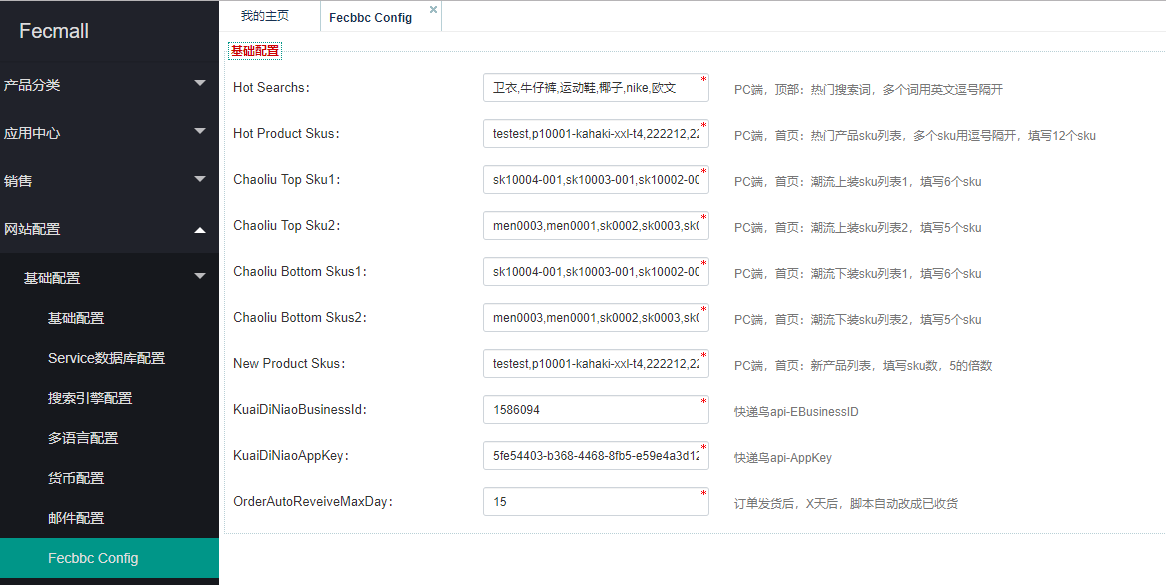 Fecmall
产品分类
应用中心
销售
网站配置
基础配置
基础配置
Service数据库配置
搜索引擎配置
多语言配置
货币配置
邮件配置
Fecbbc Config
我的主页
Fecbbc Config
基础配置
Hot Searchs: 卫衣,牛仔裤,运动鞋,椰子,nike,欧文 * PC端，顶部：热门搜索词，多个词用英文逗号隔开
Hot Product Skus: testest,p10001-kahaki-xxl-t4,222212,22 * PC端，首页：热门产品sku列表，多个sku用逗号隔开，填写12个sku
Chaoliu Top Sku1: sk10004-001,sk10003-001,sk10002-00 * PC端，首页：潮流上装sku列表1，填写6个sku
Chaoliu Top Sku2: men0003,men0001,sk0002,sk0003,sk0 * PC端，首页：潮流上装sku列表2，填写5个sku
Chaoliu Bottom Skus1: sk10004-001,sk10003-001,sk10002-00 * PC端，首页：潮流下装sku列表1，填写6个sku
Chaoliu Bottom Skus2: men0003,men0001,sk0002,sk0003,sk0 * PC端，首页：潮流下装sku列表2，填写5个sku
New Product Skus: testest,p10001-kahaki-xxl-t4,222212,22 * PC端，首页：新产品列表，填写sku数，5的倍数
KuaiDiNiaoBusinessId: 1586094 * 快递鸟api-EBusinessID
KuaiDiNiaoAppKey: 5fe54403-b368-4468-8fb5-e59e4a3d12 * 快递鸟api-AppKey
OrderAutoReveiveMaxDay: 15 * 订单发货后，X天后，脚本自动改成已收货